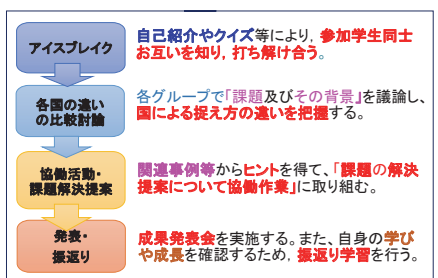 アイスブレイク
自己紹介やクイズ等により，参加学生同士
お互いを知り，打ち解け合う。
各国の違い
の比較討論
各グループで「課題及びその背景」を議論し、
国による捉え方の違いを把握する。
協働活動・
課題解決提案
関連事例等からヒントを得て、「課題の解決
提案について協働作業」に取り組む。
発表・
振返り
成果発表会を実施する。また、自身の学び
や成長を確認するため，振返り学習を行う。